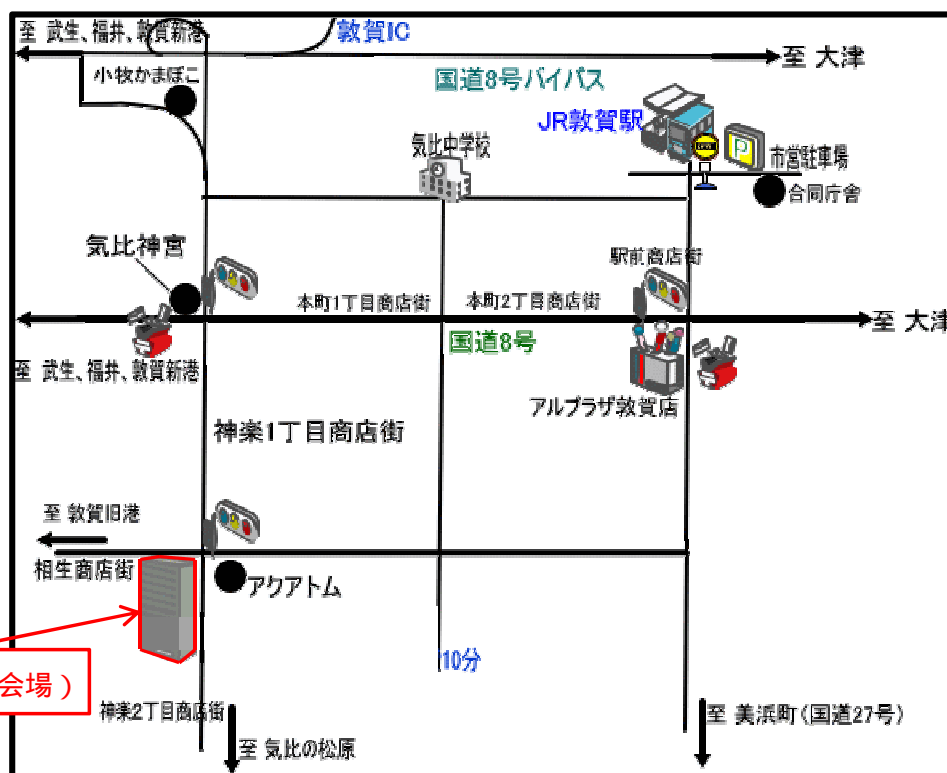 至 武生、福井、敦賀新港
敦賀IC
至 大津
国道8号バイパス
小牧かまぼこ
JR敦賀駅
P
市営駐車場
気比中学校
合同庁舎
気比神宮
駅前商店街
本町1丁目商店街
本町2丁目商店街
至 大津
国道8号
至 武生、福井、敦賀新港
アルプラザ敦賀店
神楽1丁目商店街
至 敦賀旧港
相生商店街
アクアトム
10分
会場)
神楽2丁目商店街
至 美浜町(国道27号)
至 気比の松原